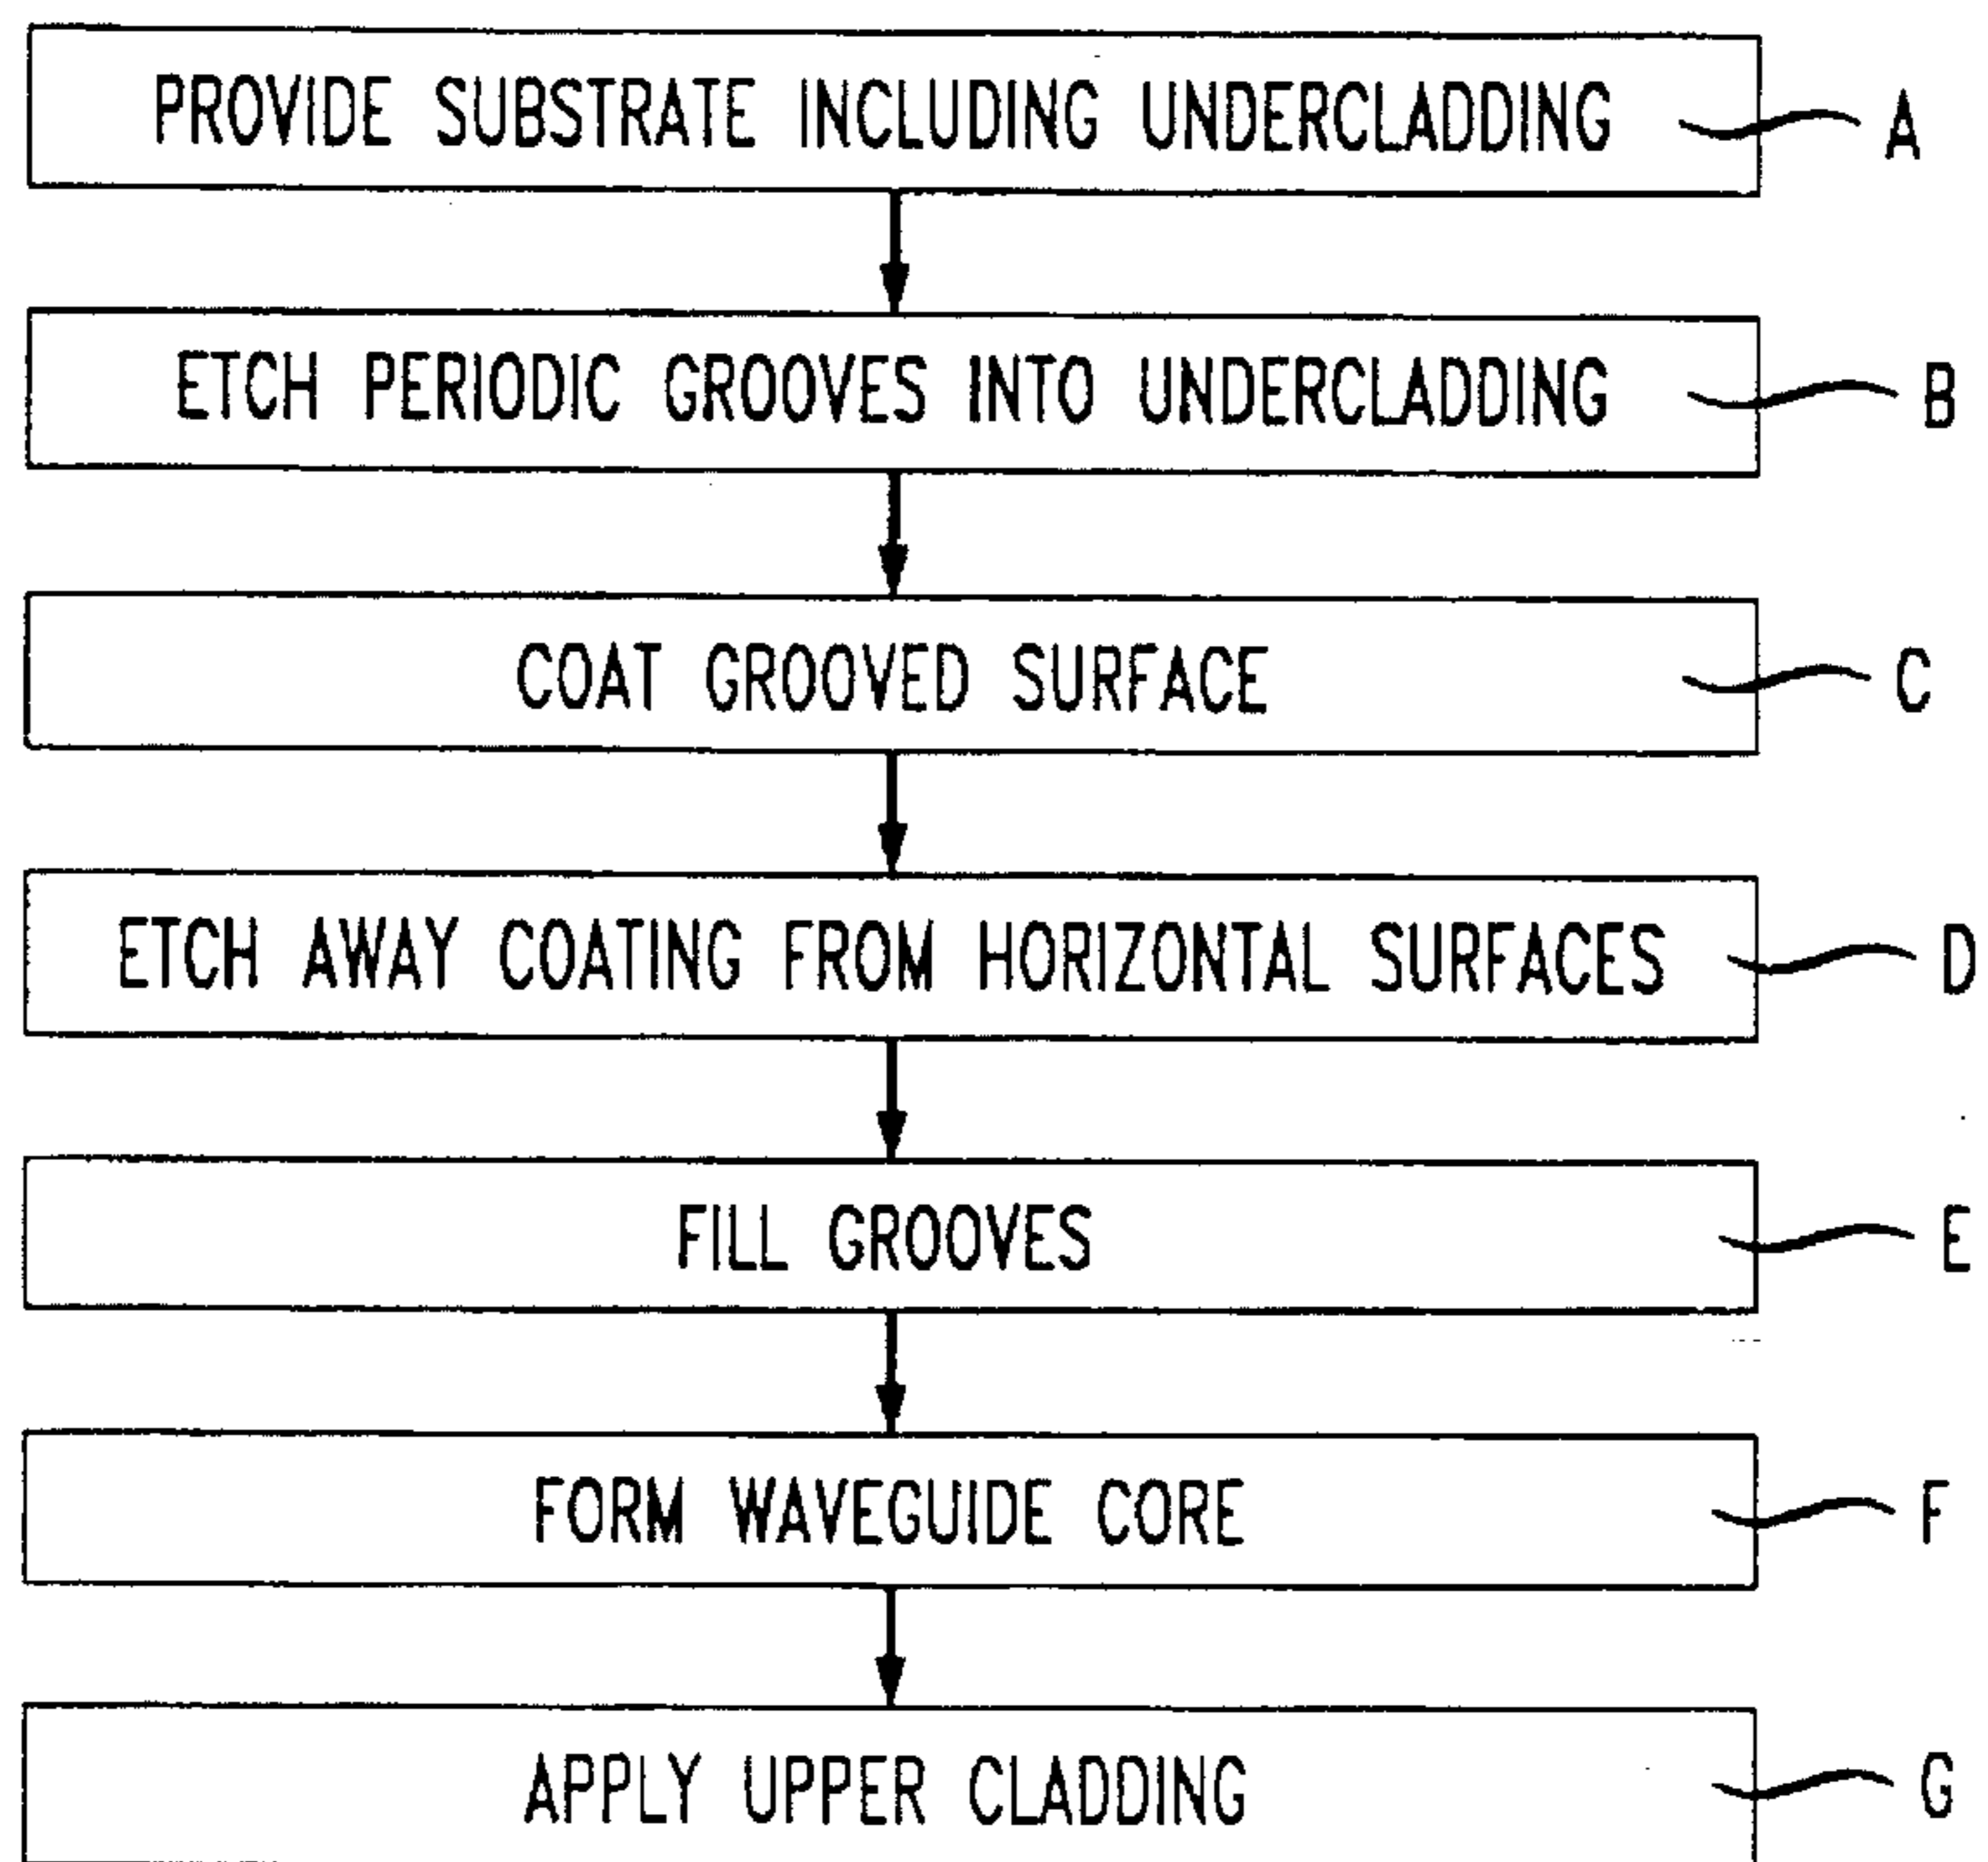 PROVIDE SUBSTRATE INCLUDING UNDERCLADDING
A
ETCH PERIODIC GROOVES INTO UNDERCLADDING
B
COAT GROOVED SURFACE
C
ETCH AWAY COATING FROM HORIZONTAL SURFACES
D
FILL GROOVES
E
FORM WAVEGUIDE CORE
F
APPLY UPPER CLADDING
G